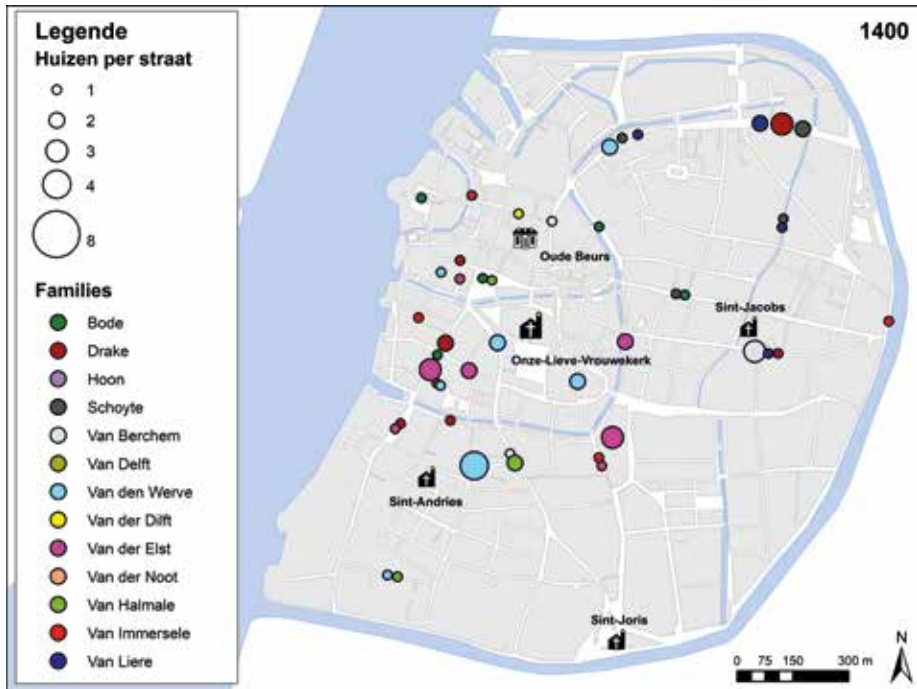 Legende
Huizen per straat
1
2
3
4
8
Families
Bode
Drake
Hoon
Schoyte
Van Berchem
Van Delft
Van den Werve
Van der Dilft
Van der Elst
Van der Noot
Van Halmale
Van Immersele
Van Liere
1400
Oude Beurs
Sint-Jacobs
Onze-Lieve-Vrouwekerk
Sint-Andries
Sint-Joris
N
0 75 150 300 m